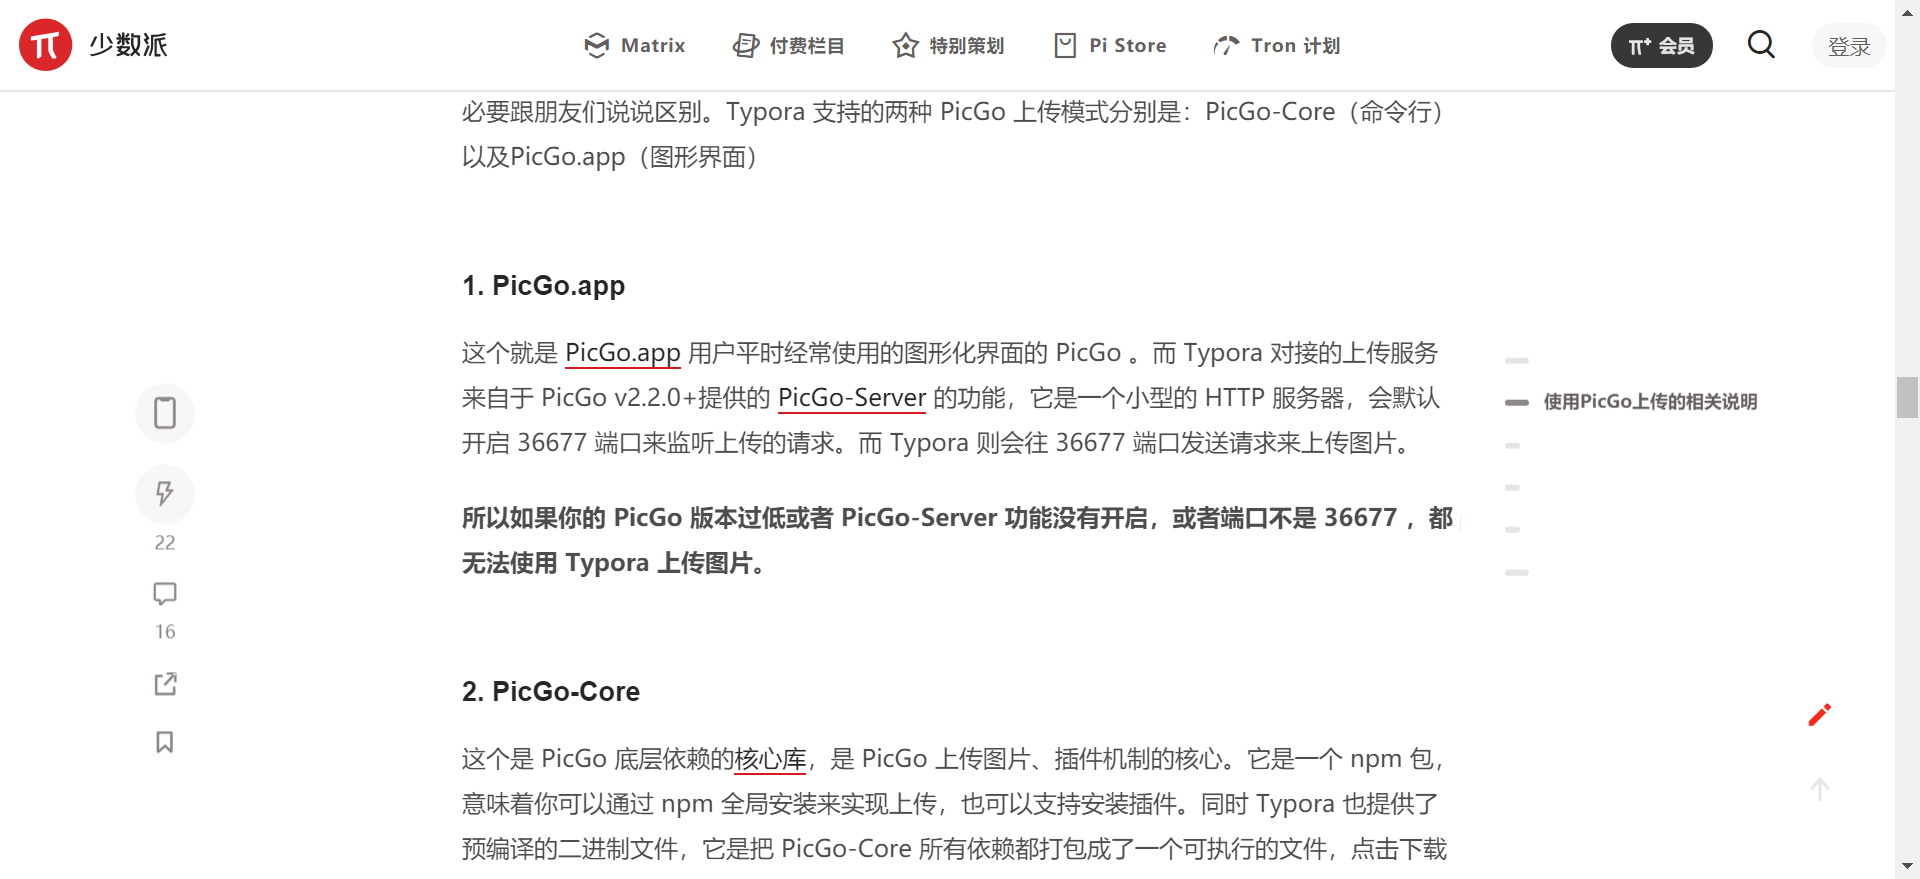 少数派
Matrix
付费栏目
特别策划
Pi Store
Tron 计划
π+ 会员
登录
必要跟朋友们说说区别。Typora 支持的两种 PicGo 上传模式分别是：PicGo-Core（命令行）
以及PicGo.app（图形界面）
1. PicGo.app
这个就是 PicGo.app 用户平时经常使用的图形化界面的 PicGo 。而 Typora 对接的上传服务
来自于 PicGo v2.2.0+提供的 PicGo-Server 的功能，它是一个小型的 HTTP 服务器，会默认
开启 36677 端口来监听上传的请求。而 Typora 则会往 36677 端口发送请求来上传图片。
所以如果你的 PicGo 版本过低或者 PicGo-Server 功能没有开启，或者端口不是 36677 ，都
无法使用 Typora 上传图片。
2. PicGo-Core
这个是 PicGo 底层依赖的核心库，是 PicGo 上传图片、插件机制的核心。它是一个 npm 包，
意味着你可以通过 npm 全局安装来实现上传，也可以支持安装插件。同时 Typora 也提供了
预编译的二进制文件，它是把 PicGo-Core 所有依赖都打包成了一个可执行的文件，点击下载
22
16
使用PicGo上传的相关说明